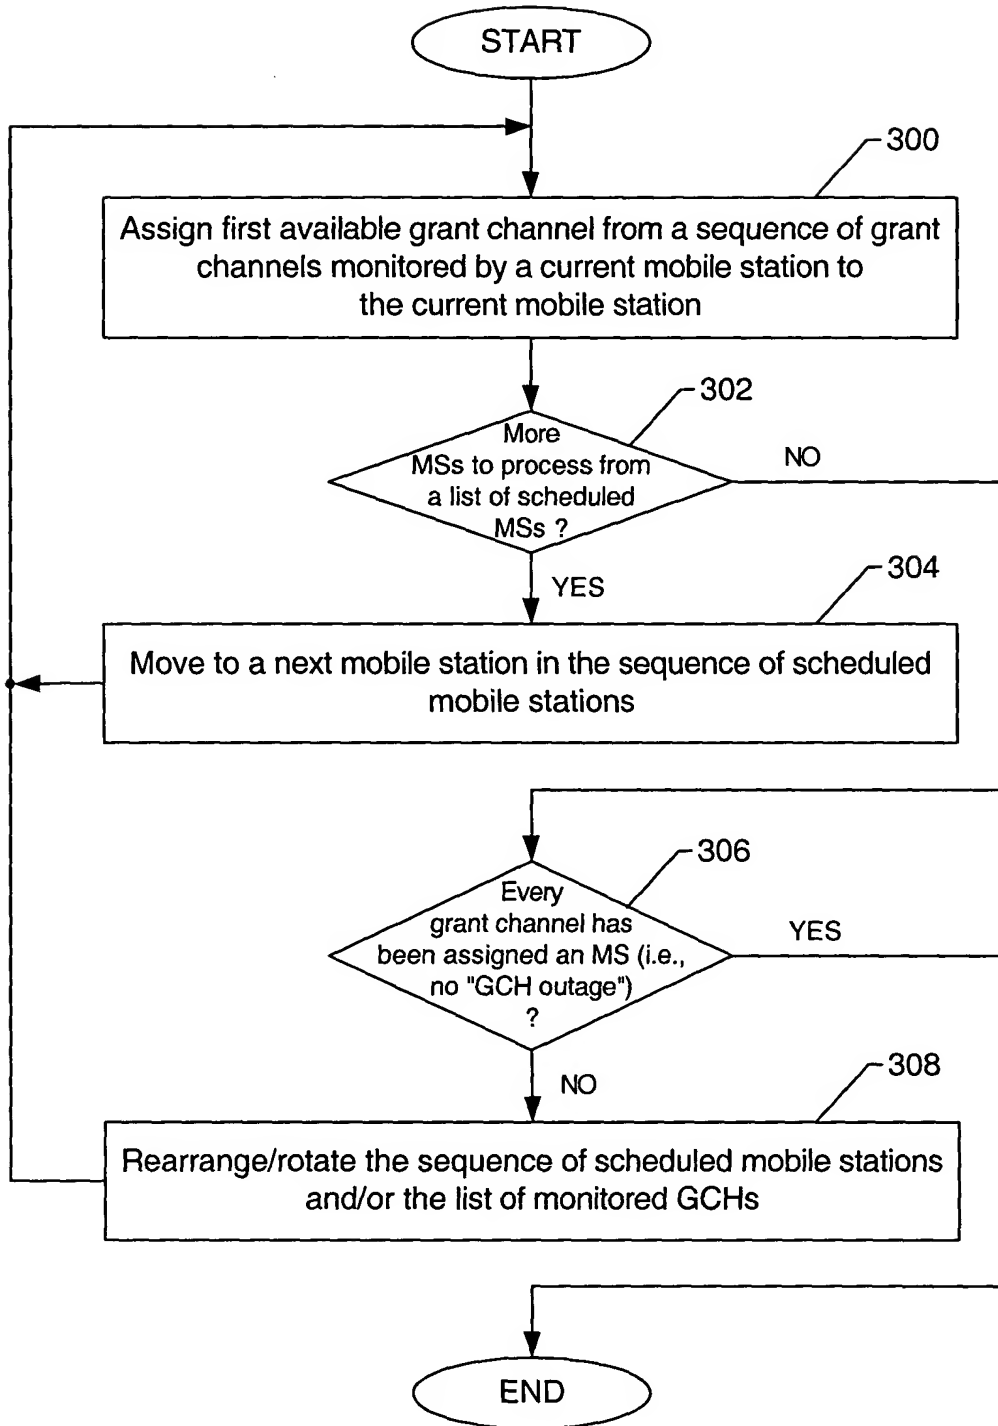 START
300
Assign first available grant channel from a sequence of grant
channels monitored by a current mobile station to
the current mobile station
302
More
MSs to process from
a list of scheduled
MSs ?
NO
YES
304
Move to a next mobile station in the sequence of scheduled
mobile stations
306
Every
grant channel has
been assigned an MS (i.e.,
no "GCH outage")
?
YES
NO
308
Rearrange/rotate the sequence of scheduled mobile stations
and/or the list of monitored GCHs
END